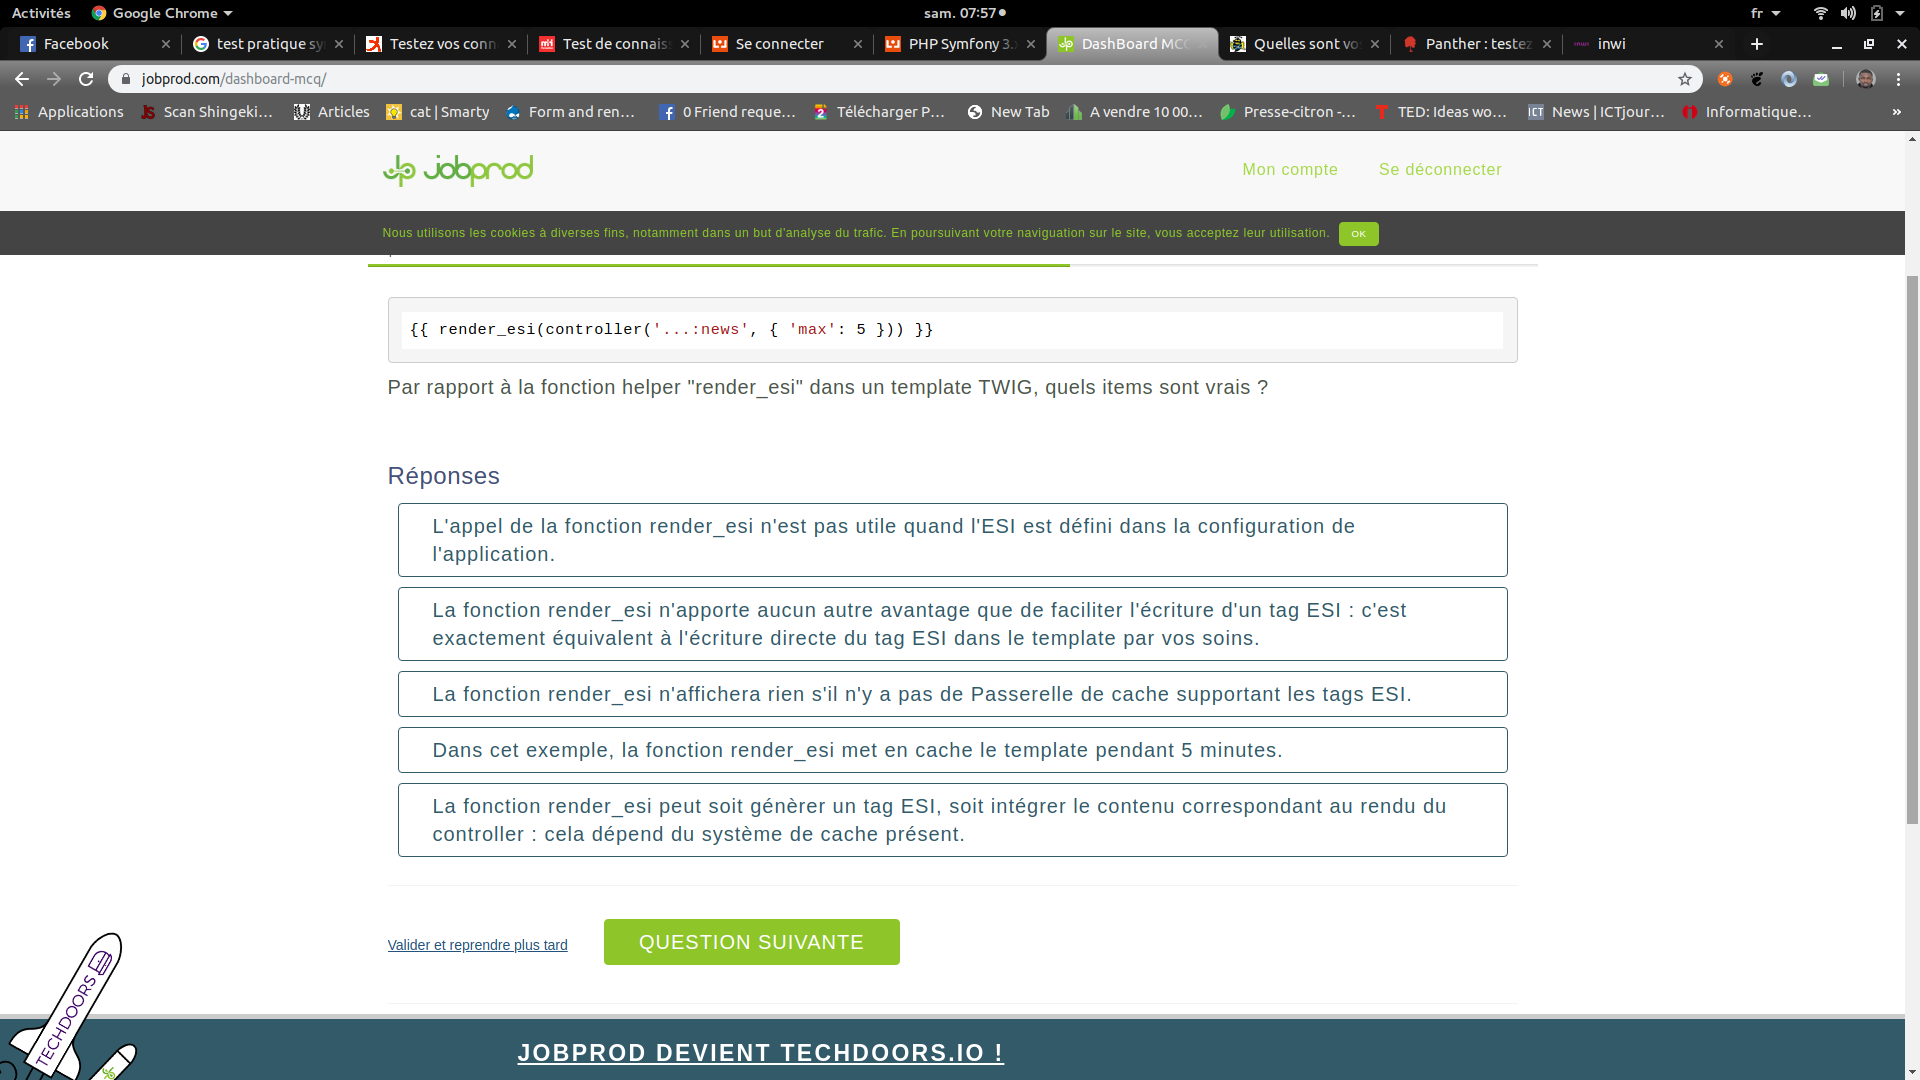 Activités Google Chrome sam. 07:57 fr
Facebook test pratique sy Testez vos conn Test de connais Se connecter PHP Symfony 3. DashBoard MC Quelles sont vo Panther : testez inwi
jobprod.com/dashboard-mcq/
Applications Scan Shingeki... Articles cat | Smarty Form and ren... 0 Friend reque... Télécharger P... New Tab A vendre 10 00... Presse-citron -... TED: Ideas wo... News | ICTjour... Informatique... »
jobprod Mon compte Se déconnecter
Nous utilisons les cookies à diverses fins, notamment dans un but d'analyse du trafic. En poursuivant votre naviguation sur le site, vous acceptez leur utilisation. OK
{{ render_esi(controller('...:news', { 'max': 5 })) }}
Par rapport à la fonction helper "render_esi" dans un template TWIG, quels items sont vrais ?
Réponses
L'appel de la fonction render_esi n'est pas utile quand l'ESI est défini dans la configuration de
l'application.
La fonction render_esi n'apporte aucun autre avantage que de faciliter l'écriture d'un tag ESI : c'est
exactement équivalent à l'écriture directe du tag ESI dans le template par vos soins.
La fonction render_esi n'affichera rien s'il n'y a pas de Passerelle de cache supportant les tags ESI.
Dans cet exemple, la fonction render_esi met en cache le template pendant 5 minutes.
La fonction render_esi peut soit génèrer un tag ESI, soit intégrer le contenu correspondant au rendu du
controller : cela dépend du système de cache présent.
Valider et reprendre plus tard QUESTION SUIVANTE
TECHDOORS
JOBPROD DEVIENT TECHDOORS.IO !